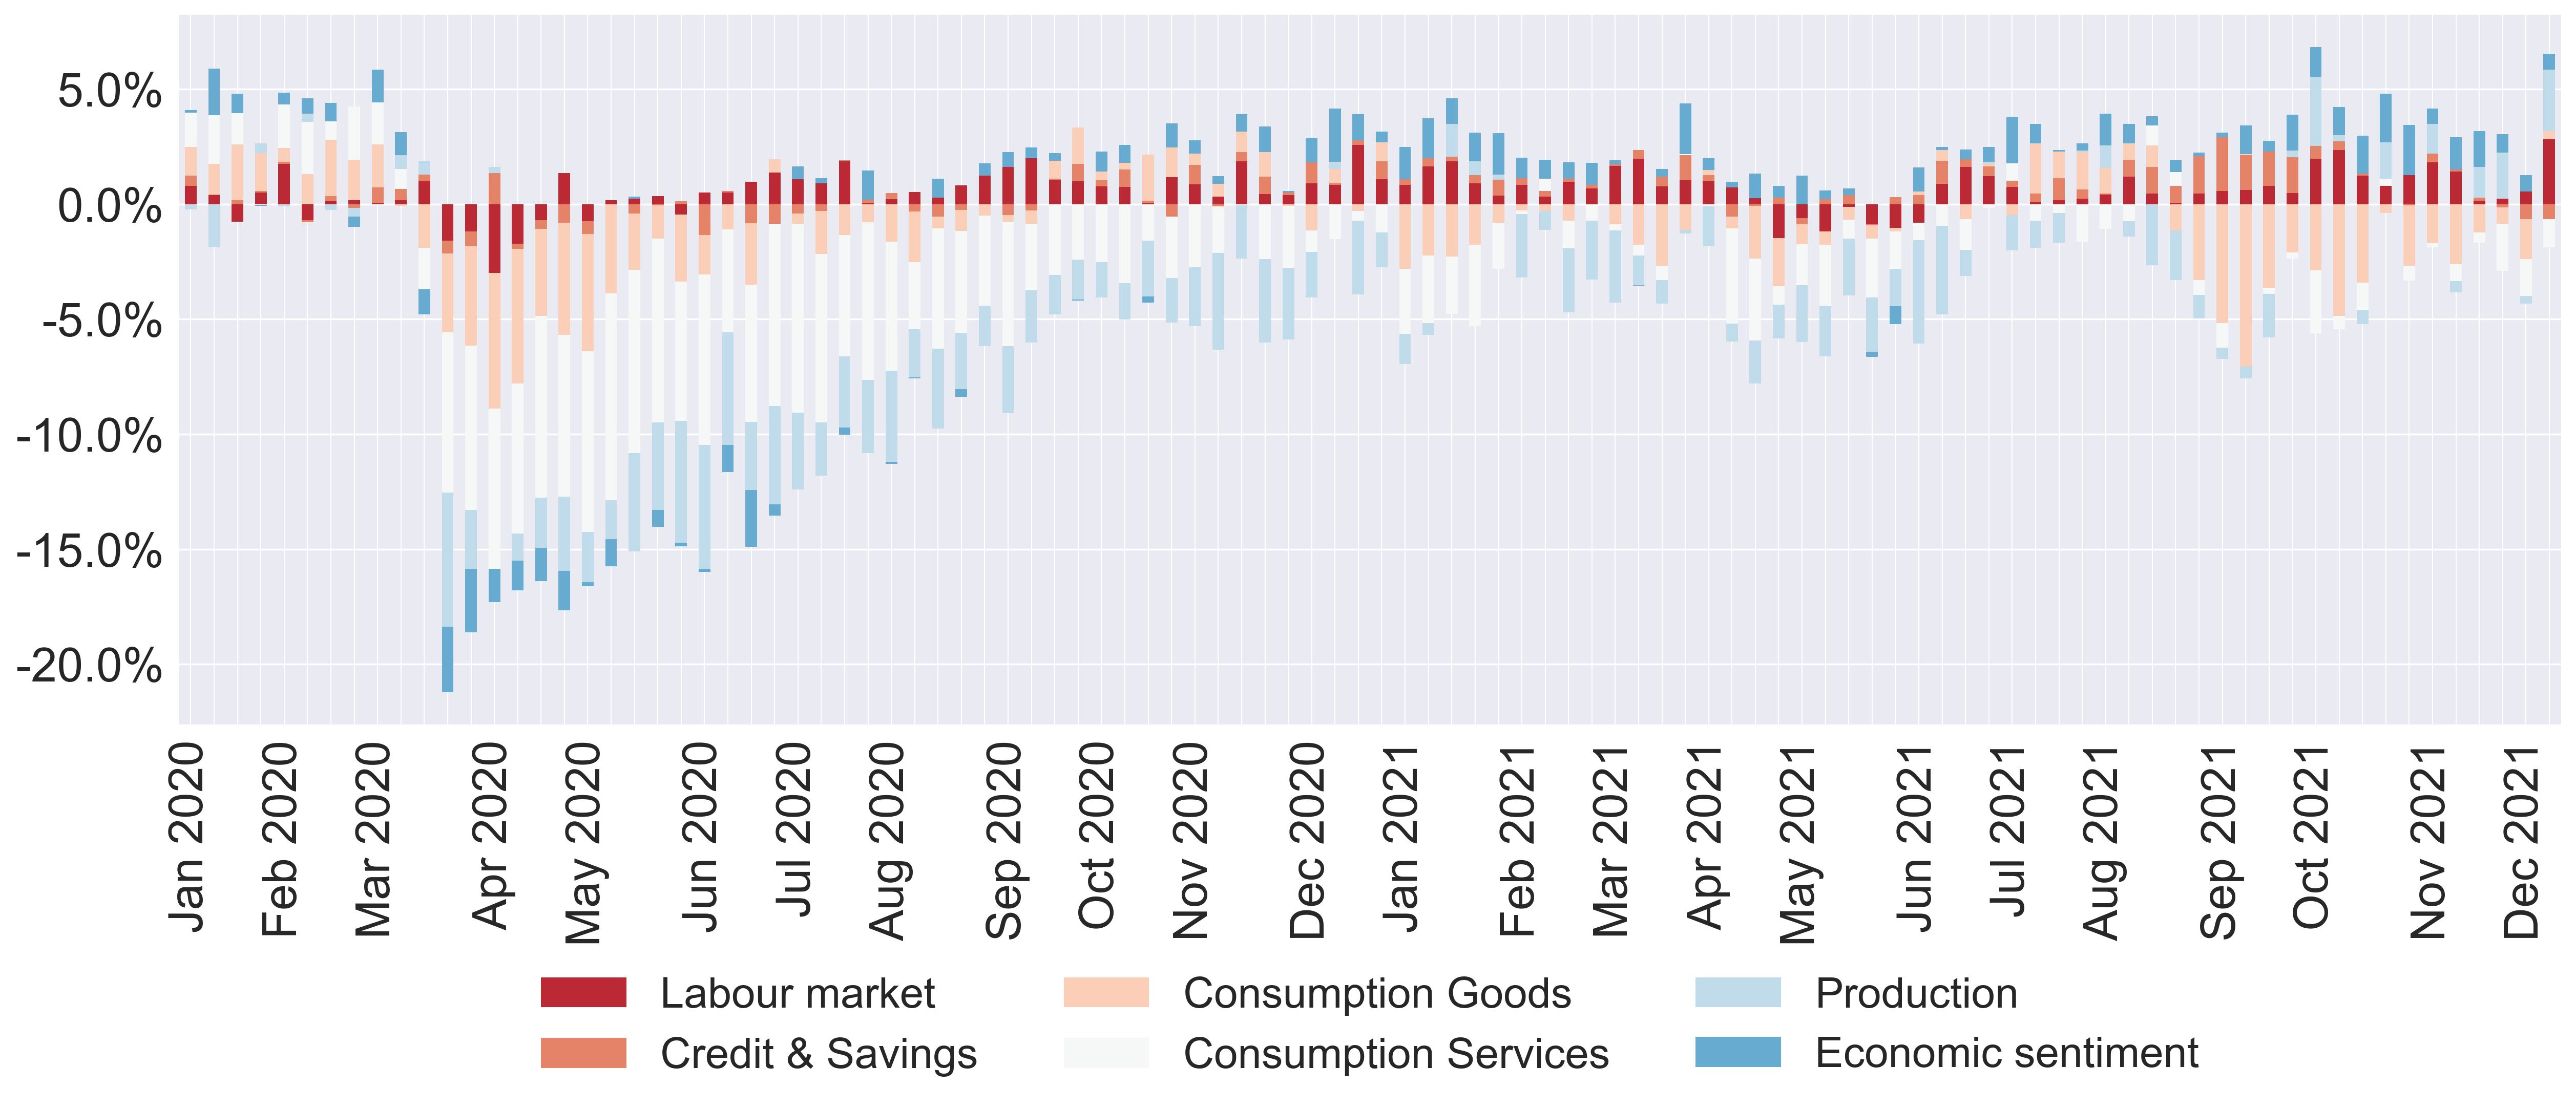 5.0%
0.0%
-5.0%
-10.0%
-15.0%
-20.0%
Jan 2020
Feb 2020
Mar 2020
Apr 2020
May 2020
Jun 2020
Jul 2020
Aug 2020
Sep 2020
Oct 2020
Nov 2020
Dec 2020
Jan 2021
Feb 2021
Mar 2021
Apr 2021
May 2021
Jun 2021
Jul 2021
Aug 2021
Sep 2021
Oct 2021
Nov 2021
Dec 2021
Labour market
Credit & Savings
Consumption Goods
Consumption Services
Production
Economic sentiment